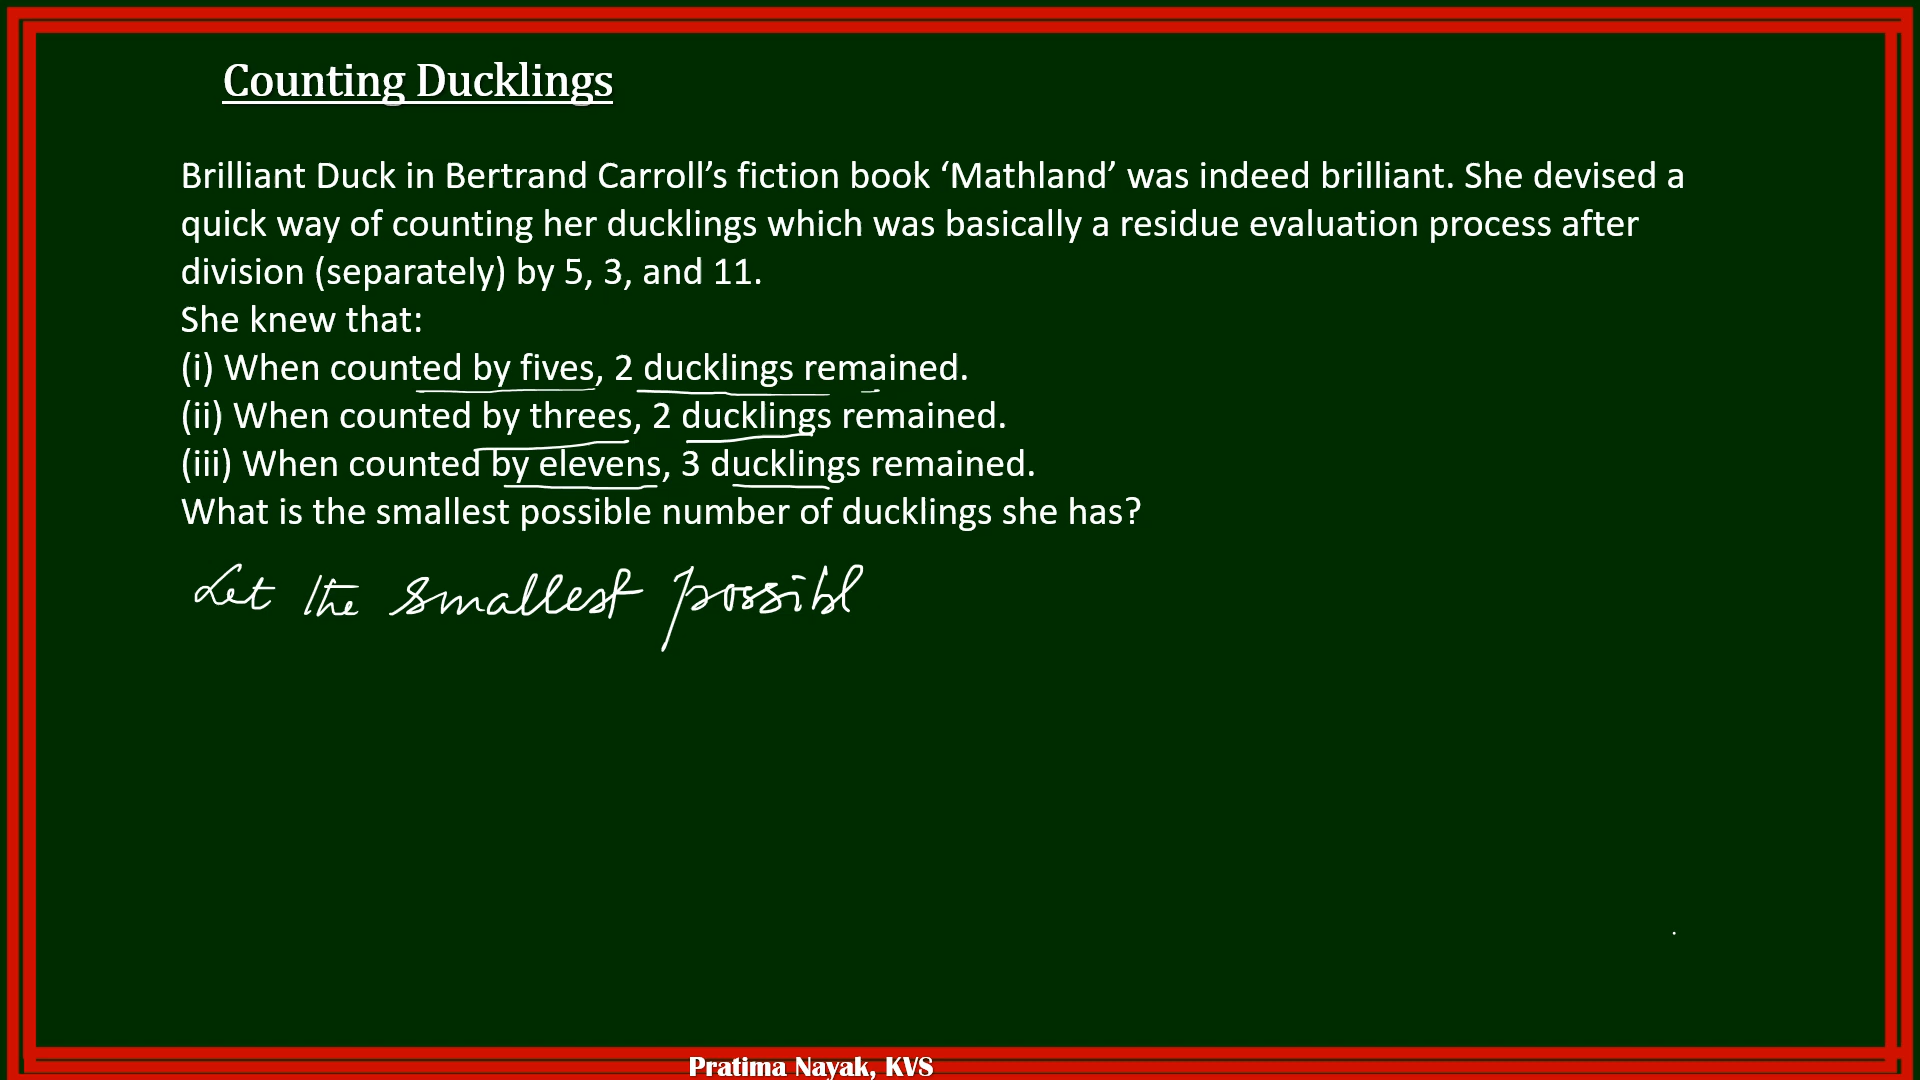 Counting Ducklings
Brilliant Duck in Bertrand Carroll’s fiction book ‘Mathland’ was indeed brilliant. She devised a
quick way of counting her ducklings which was basically a residue evaluation process after
division (separately) by 5, 3, and 11.
She knew that:
(i) When counted by fives, 2 ducklings remained.
(ii) When counted by threes, 2 ducklings remained.
(iii) When counted by elevens, 3 ducklings remained.
What is the smallest possible number of ducklings she has?
Let the smallest possibl
Pratima Nayak, KVS